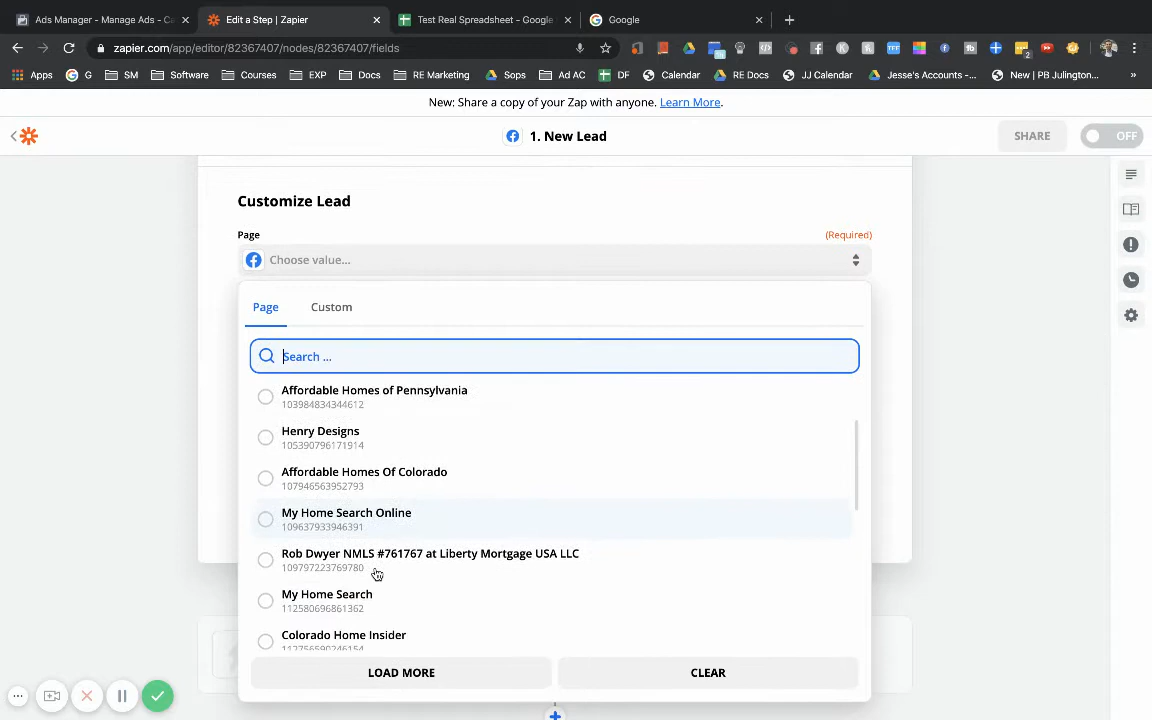 Ads Manager - Manage Ads - Ca
Edit a Step | Zapier
Test Real Spreadsheet - Google
Google
zapier.com/app/editor/82367407/nodes/82367407/fields
Apps
G
SM
Software
Courses
EXP
Docs
RE Marketing
Sops
Ad AC
DF
Calendar
RE Docs
JJ Calendar
Jesse's Accounts -...
New | PB Julington...
New: Share a copy of your Zap with anyone. Learn More.
1. New Lead
SHARE
OFF
Customize Lead
Page
(Required)
Choose value...
Page
Custom
Search ...
Affordable Homes of Pennsylvania
103984834344612
Henry Designs
105390796171914
Affordable Homes Of Colorado
107946563952793
My Home Search Online
109637933946391
Rob Dwyer NMLS #761767 at Liberty Mortgage USA LLC
109797223769780
My Home Search
112580696861362
Colorado Home Insider
112756590246154
LOAD MORE
CLEAR